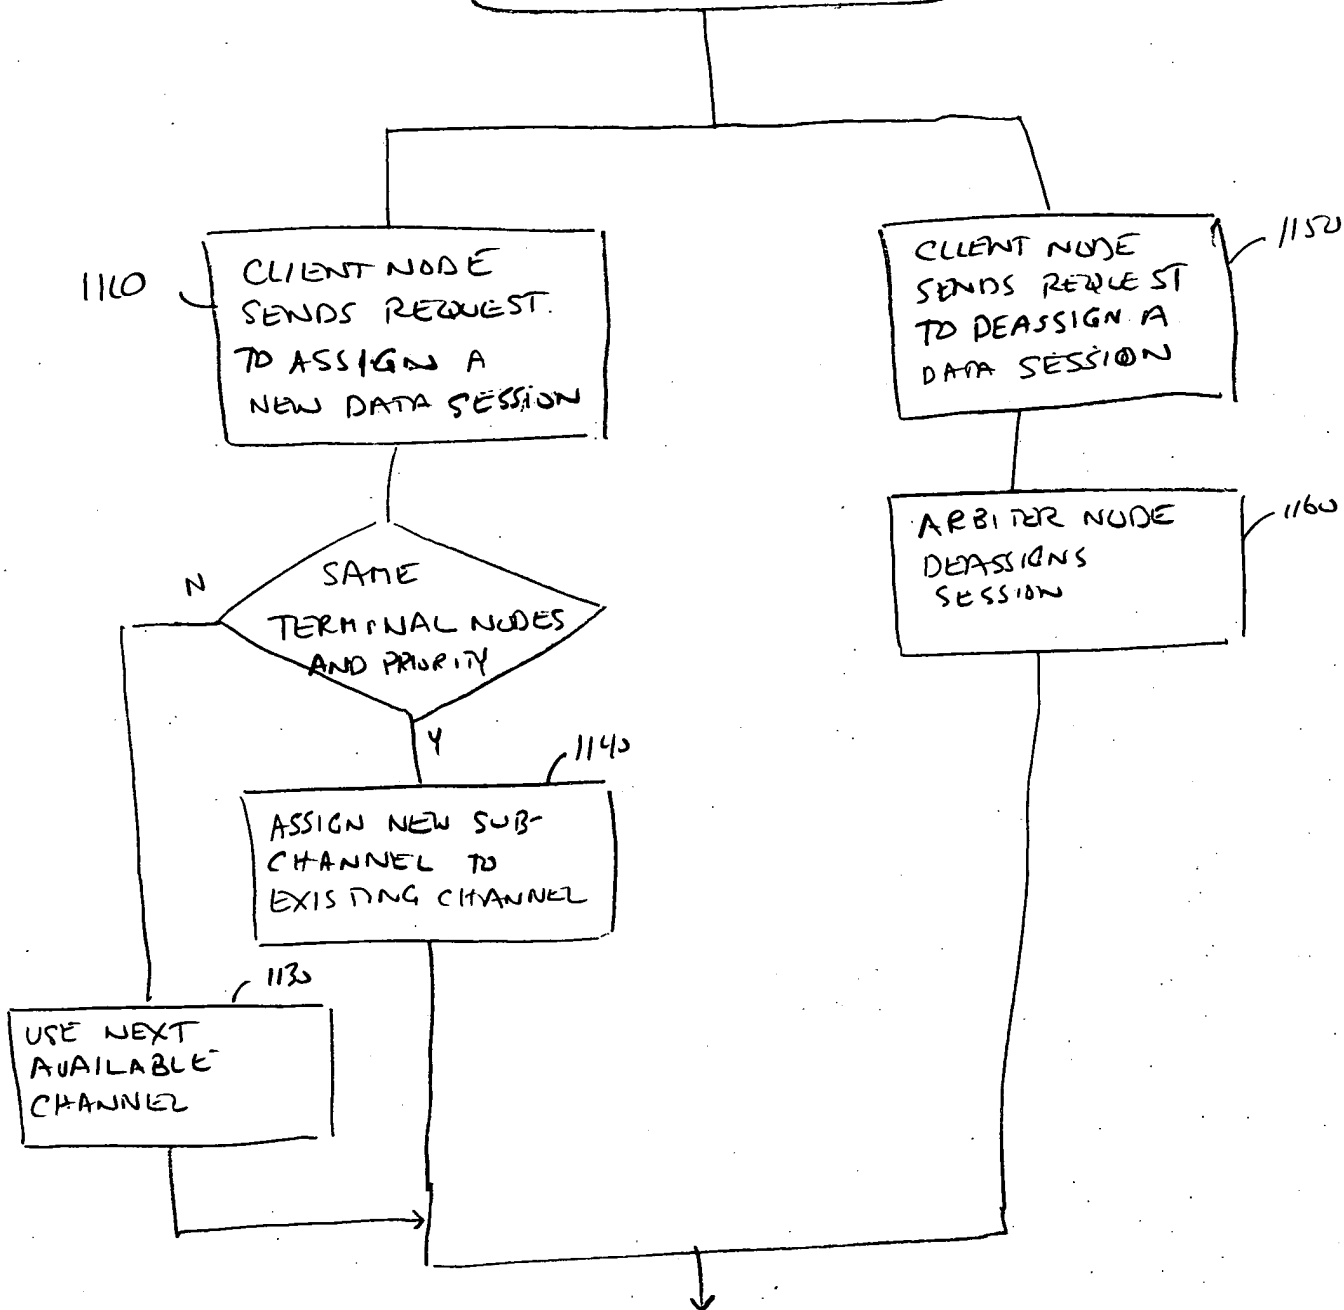 1110
CLIENT NODE
SENDS REQUEST
TO ASSIGN A
NEW DATA SESSION
CLIENT NODE
SENDS REQUEST
TO DEASSIGN A
DATA SESSION
1150
ARBITER NODE
DEASSIGNS
SESSION
1160
N
SAME
TERMINAL NODES
AND PRIORITY
Y
1140
ASSIGN NEW SUB-
CHANNEL TO
EXISTING CHANNEL
1130
USE NEXT
AVAILABLE
CHANNEL